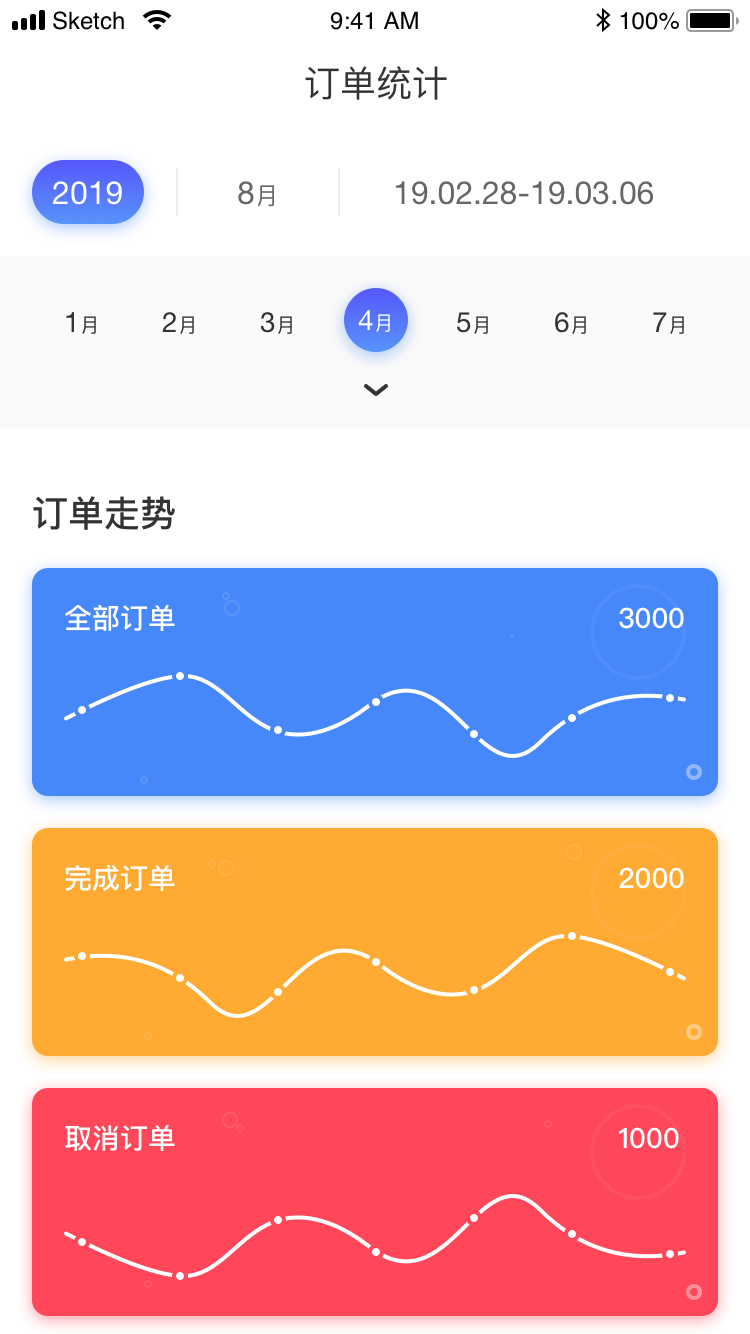 Sketch 9:41 AM 100%
订单统计
2019 8月 19.02.28-19.03.06
1月 2月 3月 4月 5月 6月 7月
订单走势
全部订单 3000
完成订单 2000
取消订单 1000